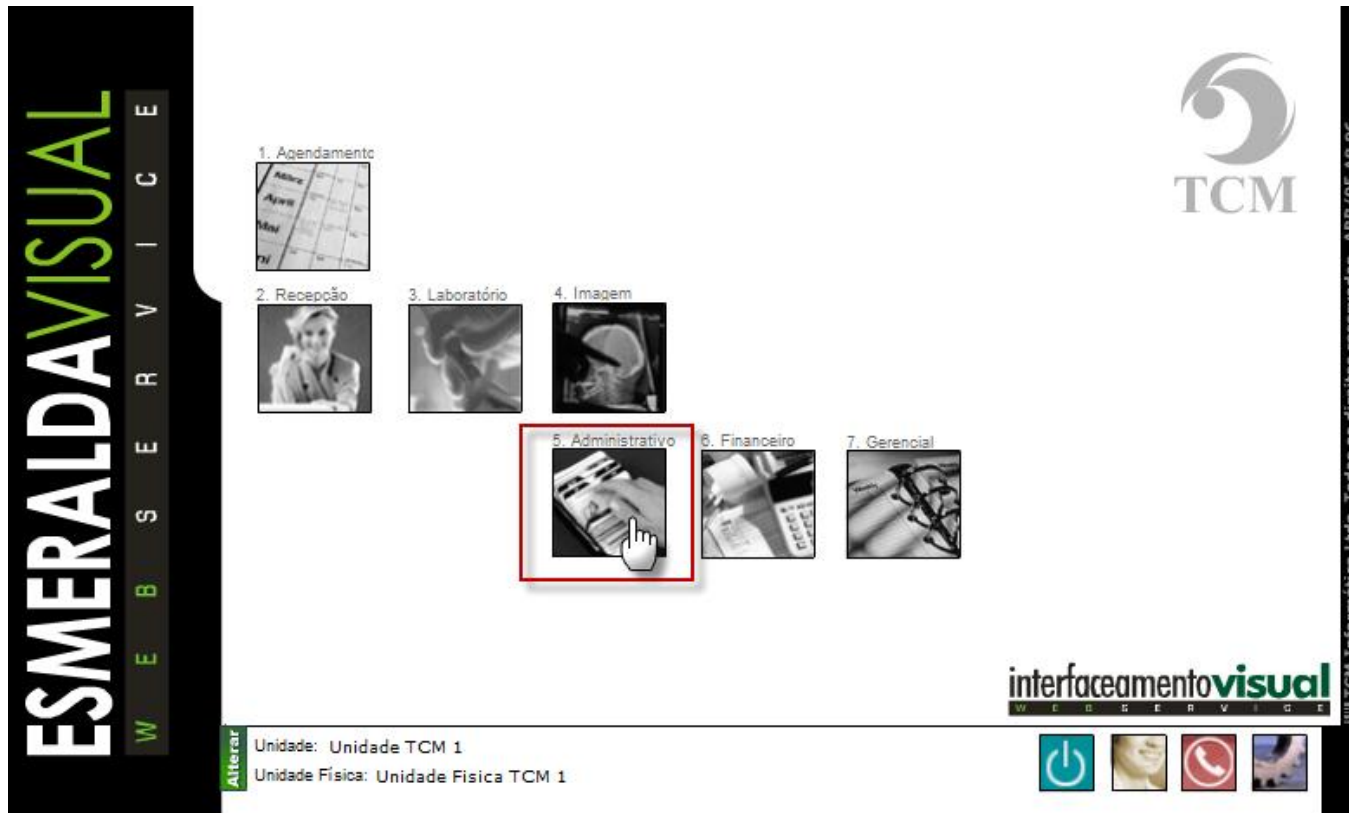 ESMERALDAVISUAL
WEBSERVICE
TCM
1. Agendamento
2. Recepção
3. Laboratório
4. Imagem
5. Administrativo
6. Financeiro
7. Gerencial
interfaceamentovisual
WEBSERVICE
Alterar
Unidade: Unidade TCM 1
Unidade Física: Unidade Fisica TCM 1